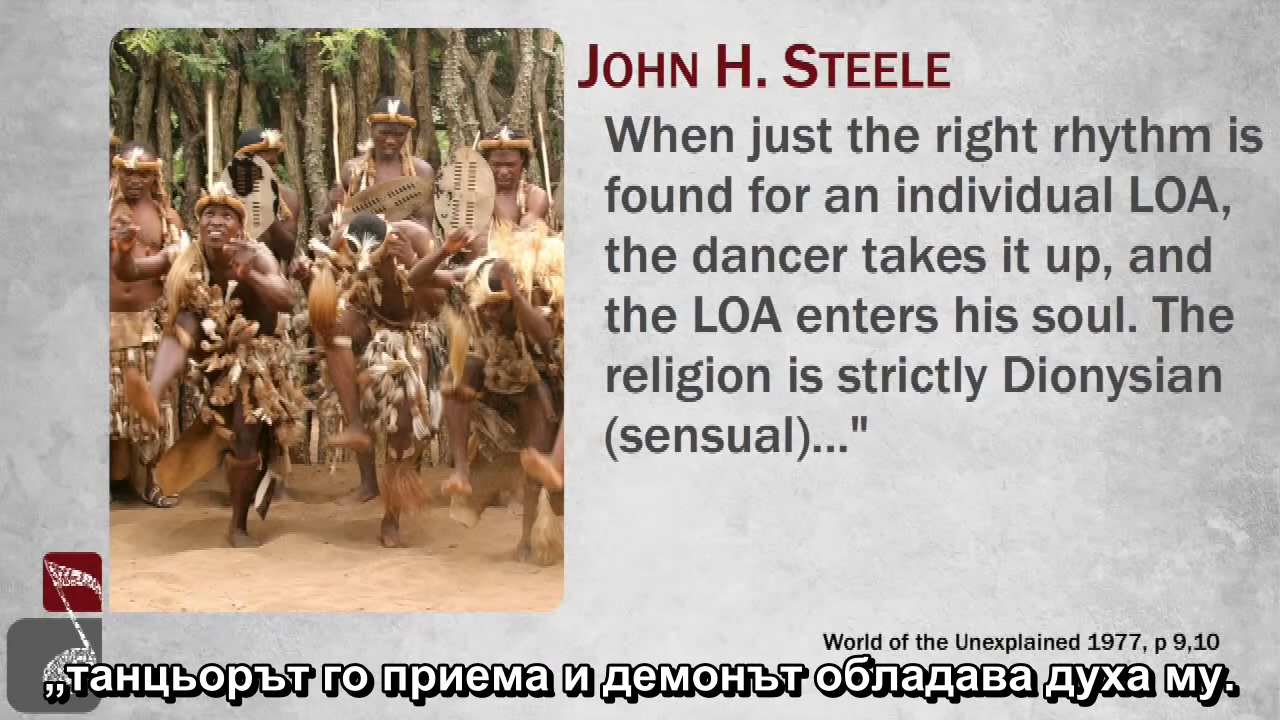 JOHN H. STEELE
When just the right rhythm is
found for an individual LOA,
the dancer takes it up, and
the LOA enters his soul. The
religion is strictly Dionysian
(sensual)..."
World of the Unexplained 1977, p 9,10
„танцьорът го приема и демонът обладава духа му.